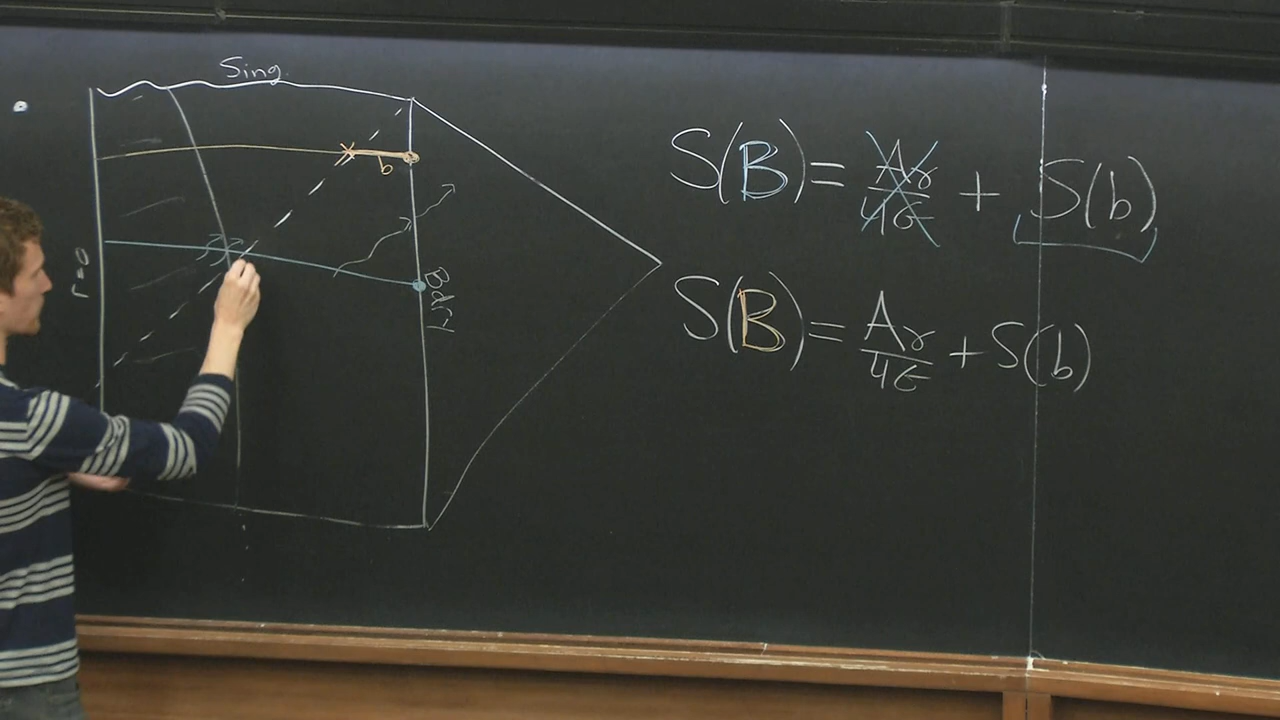 Sing.
b
r=0
Bdry
S(B) = Aγ/4G + S(b)
S(B) = Aγ/4G + S(b)